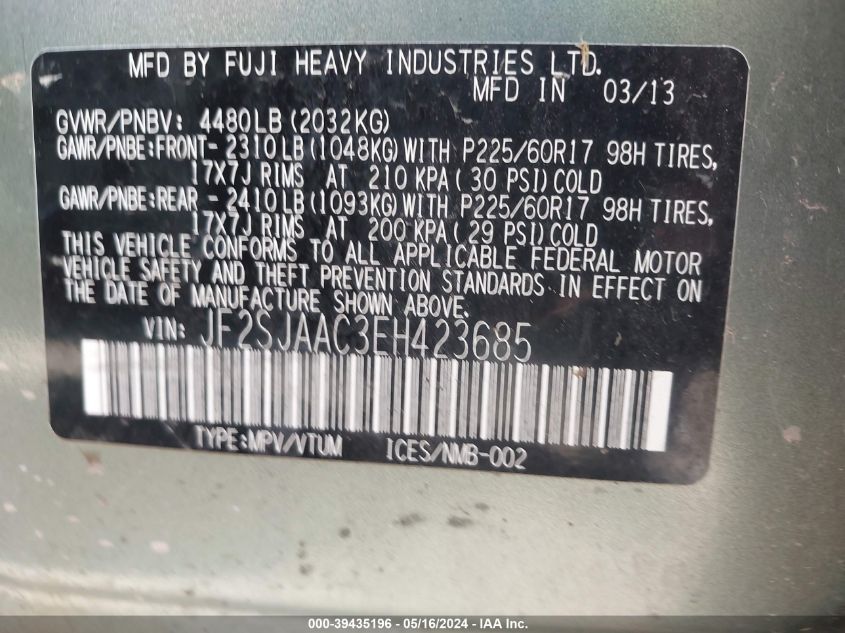 MFD BY FUJI HEAVY INDUSTRIES LTD.
MFD IN 03/13
GVWR/PNBV: 4480LB(2032KG)
GAWR/PNBE:FRONT- 2310LB(1048KG)WITH P225/60R17 98H TIRES,
17X7J RIMS AT 210 KPA(30 PSI)COLD
GAWR/PNBE:REAR - 2410LB(1093KG)WITH P225/60R17 98H TIRES,
17X7J RIMS AT 200 KPA(29 PSI)COLD
THIS VEHICLE CONFORMS TO ALL APPLICABLE FEDERAL MOTOR
VEHICLE SAFETY AND THEFT PREVENTION STANDARDS IN EFFECT ON
THE DATE OF MANUFACTURE SHOWN ABOVE.
VIN: JF2SJAAC3EH423685
TYPE:MPV/VTUM ICES/NMB-002
000-39435196 - 05/16/2024 - IAA Inc.